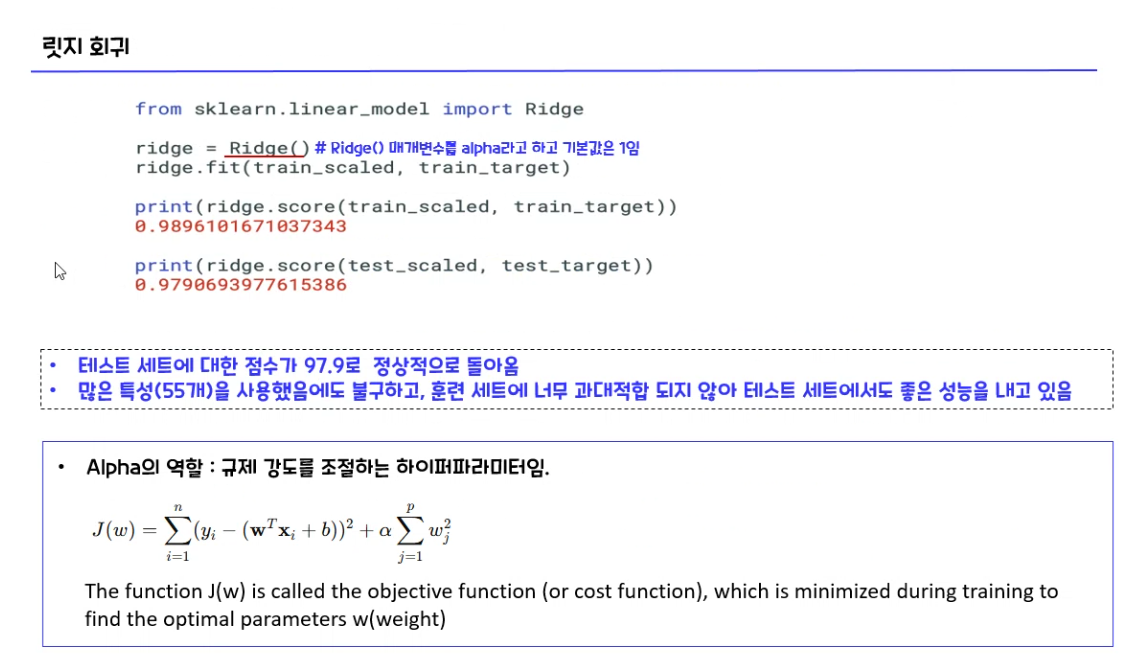 릿지 회귀
from sklearn.linear_model import Ridge
ridge = Ridge() # Ridge() 매개변수를 alpha라고 하고 기본값은 1임
ridge.fit(train_scaled, train_target)
print(ridge.score(train_scaled, train_target))
0.9896101671037343
print(ridge.score(test_scaled, test_target))
0.9790693977615386
• 테스트 세트에 대한 점수가 97.9로 정상적으로 돌아옴
• 많은 특성(55개)을 사용했음에도 불구하고, 훈련 세트에 너무 과대적합 되지 않아 테스트 세트에서도 좋은 성능을 내고 있음
• Alpha의 역할 : 규제 강도를 조절하는 하이퍼파라미터임.
J(w) = ∑_{i=1}^{n} (y_i − (w^T x_i + b))² + α ∑_{j=1}^{p} w_j²
The function J(w) is called the objective function (or cost function), which is minimized during training to
find the optimal parameters w(weight)